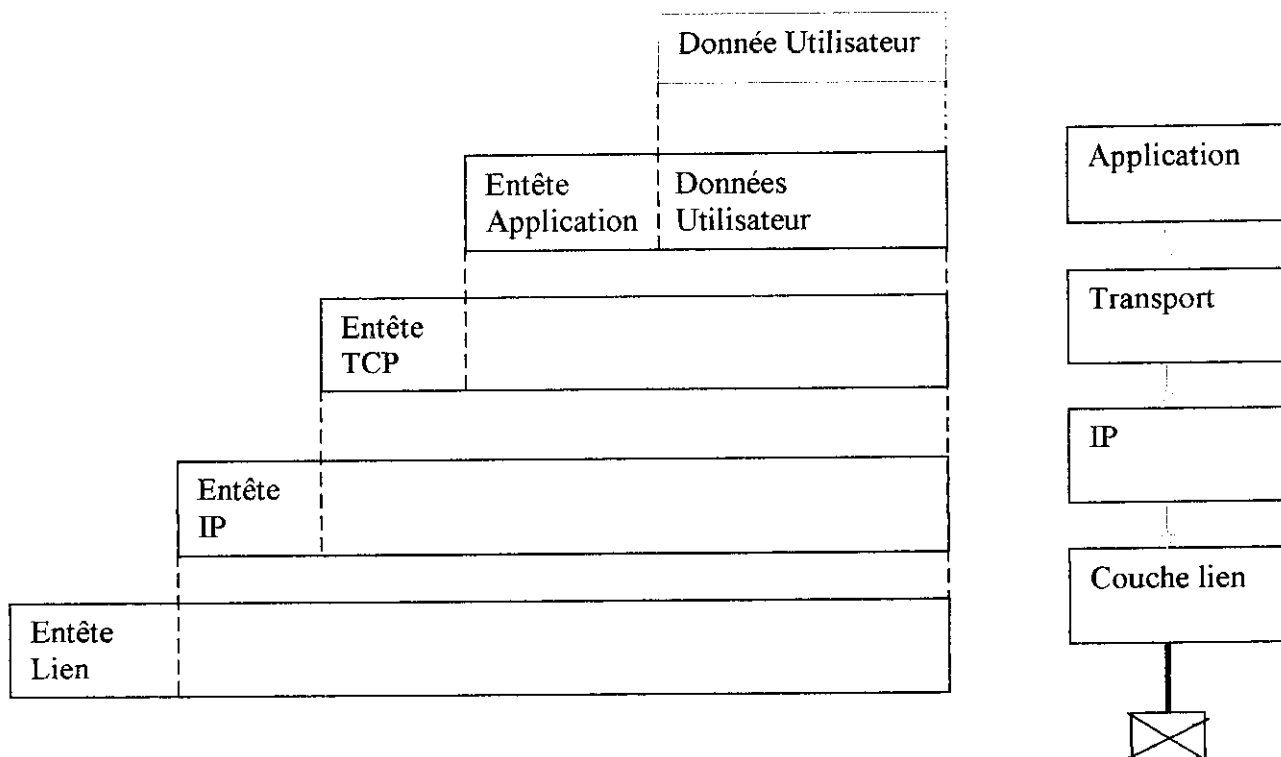 Donnée Utilisateur
Entête
Application
Données
Utilisateur
Entête
TCP
Entête
IP
Entête
Lien
Application
Transport
IP
Couche lien